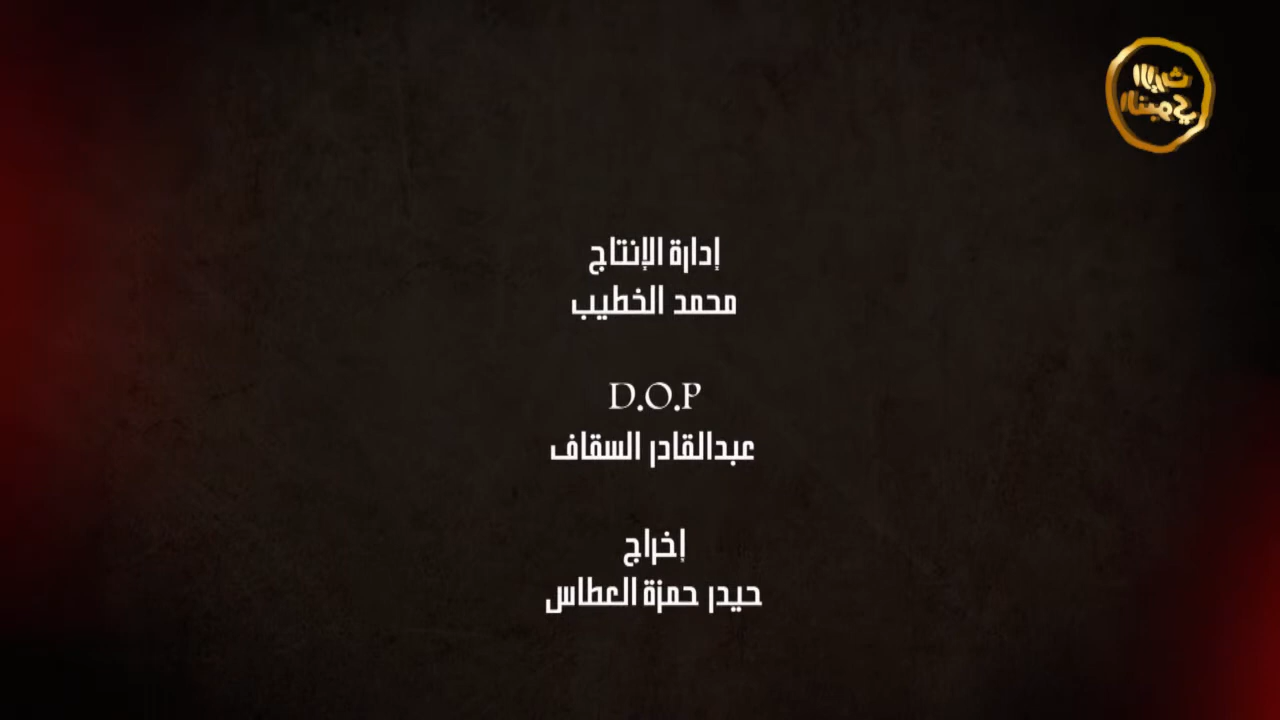 إدارة الإنتاج
محمد الخطيب
D.O.P
عبدالقادر السقاف
إخراج
حيدر حمزة العطاس